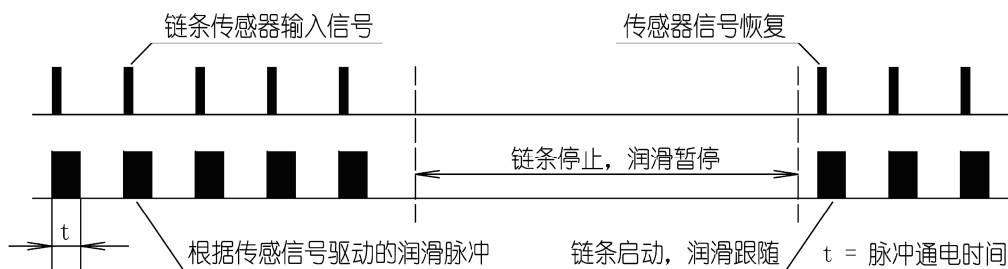 链条传感器输入信号
传感器信号恢复
链条停止，润滑暂停
t
根据传感信号驱动的润滑脉冲
链条启动，润滑跟随
t = 脉冲通电时间